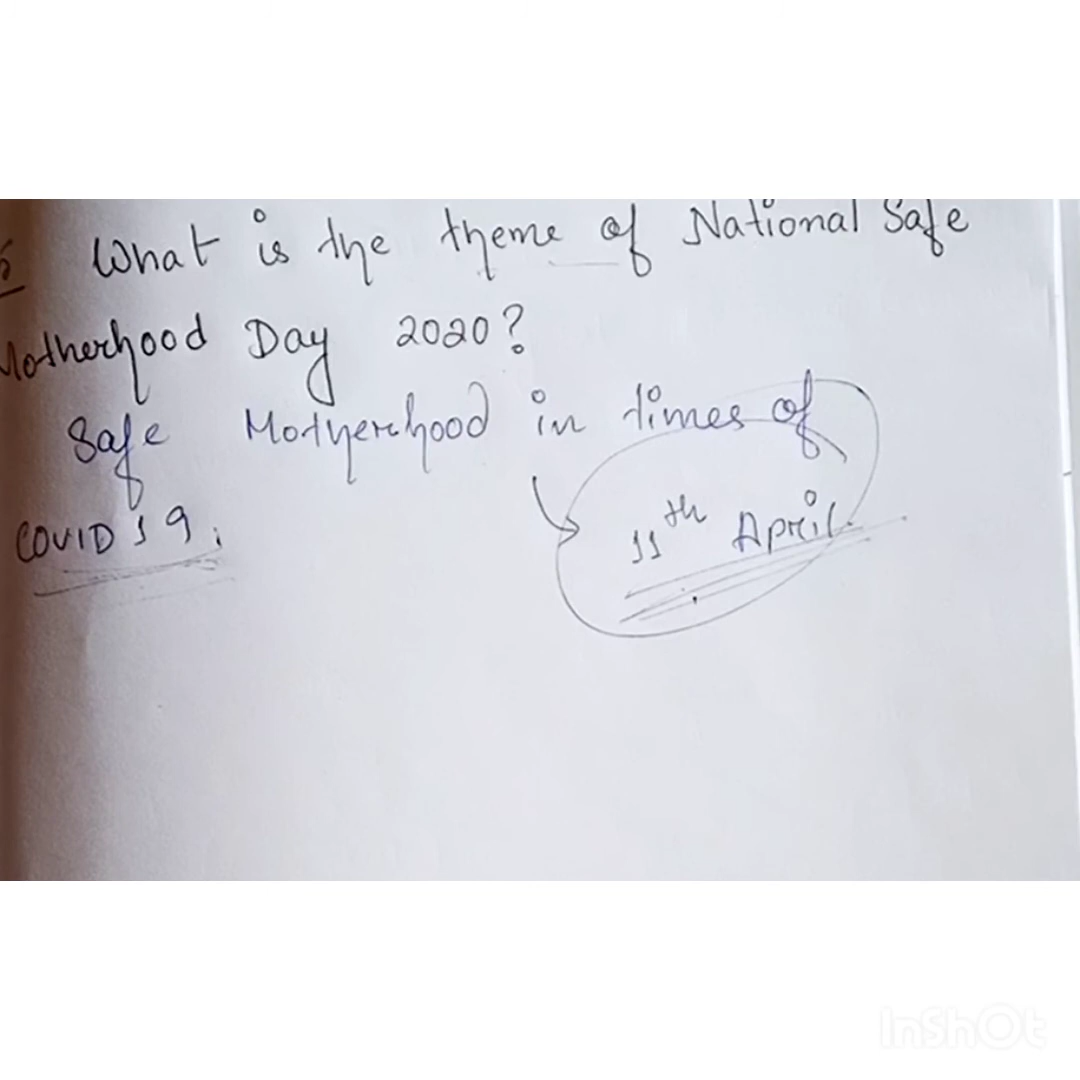 What is the theme of National Safe
Motherhood Day 2020?
Safe Motherhood in times of
COVID 19.
11th April.
InShOt